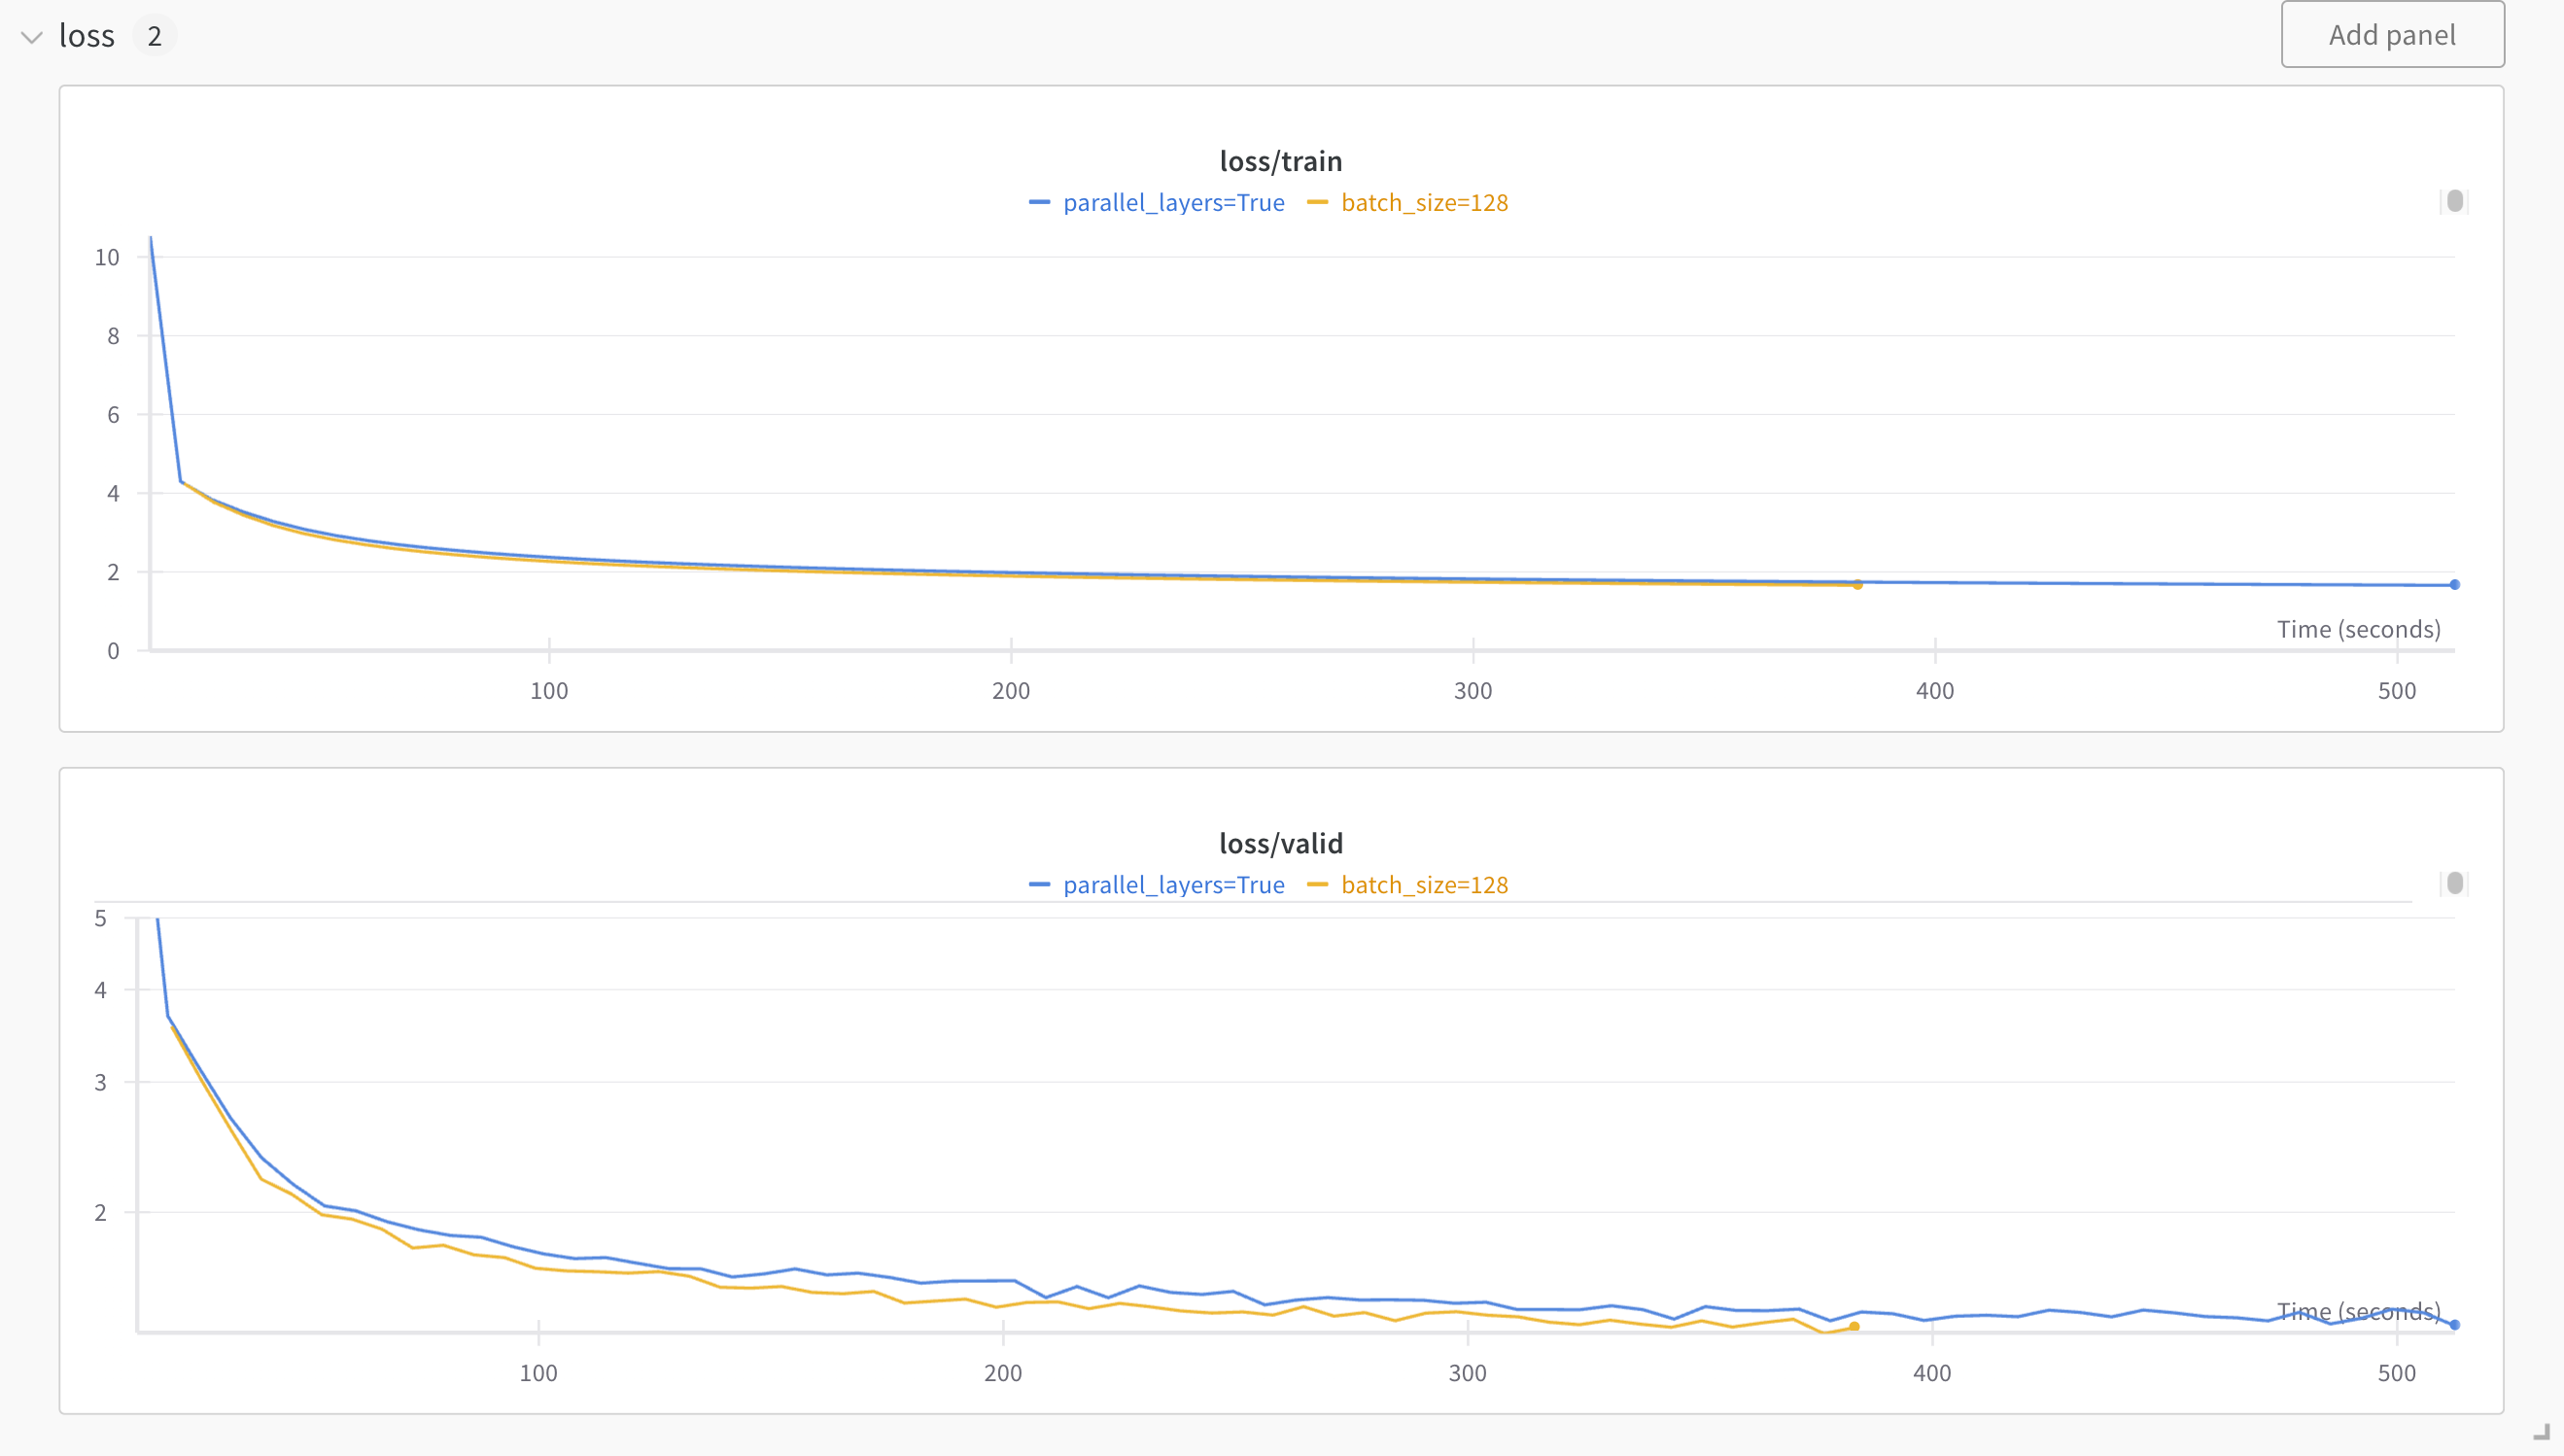 loss 2
Add panel
loss/train
parallel_layers=True batch_size=128
10
8
6
4
2
0
Time (seconds)
100 200 300 400 500
loss/valid
parallel_layers=True batch_size=128
5
4
3
2
Time (seconds)
100 200 300 400 500